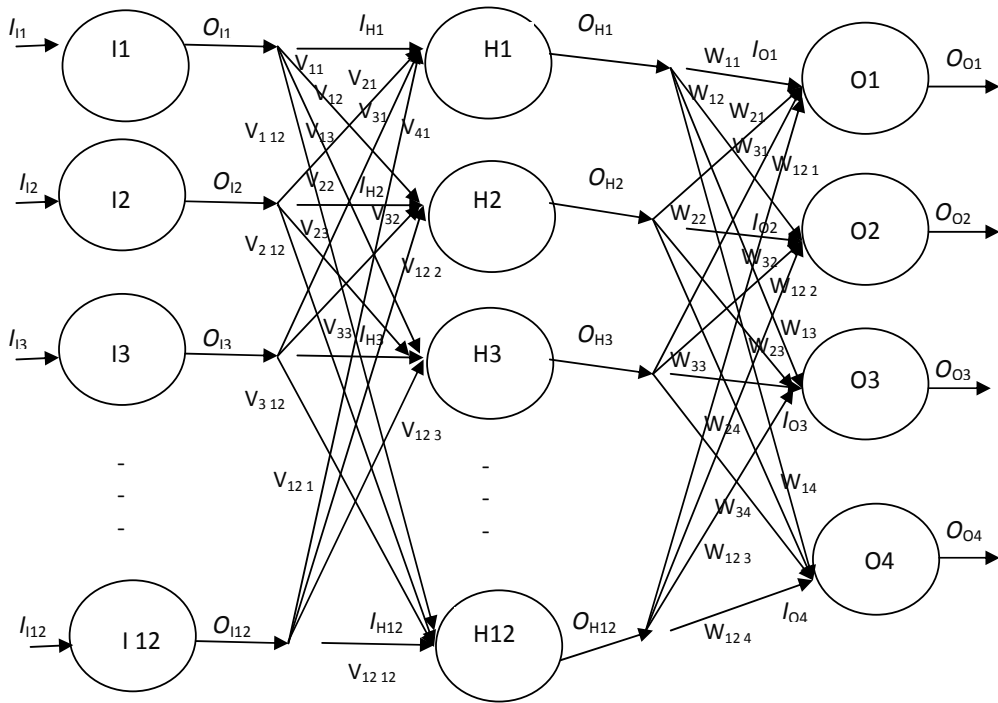 I_I1
I1
O_I1
I_H1
H1
O_H1
W_11
I_O1
O1
O_O1
V_11
V_21
V_12
W_12
W_21
V_1 12
V_13
V_31
V_41
W_31
W_12 1
I_I2
I2
O_I2
V_22
I_H2
H2
O_H2
W_22
I_O2
O2
O_O2
V_32
V_23
V_2 12
V_12 2
W_32
W_12 2
I_I3
I3
O_I3
V_33
I_H3
H3
O_H3
W_33
W_23
W_13
O3
O_O3
V_3 12
I_O3
V_12 3
W_24
-
-
-
-
-
-
V_12 1
W_14
W_34
W_12 3
O4
O_O4
I_I12
I 12
O_I12
I_H12
H12
O_H12
I_O4
W_12 4
V_12 12